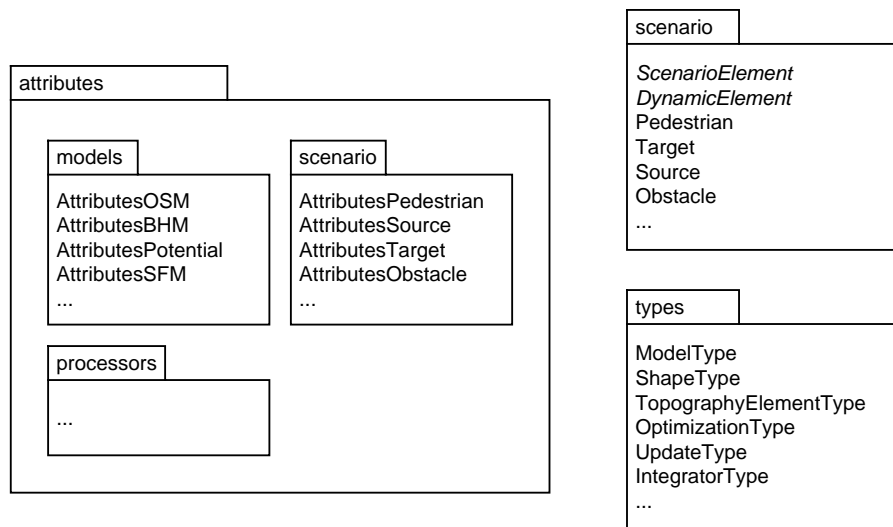 attributes
models
AttributesOSM
AttributesBHM
AttributesPotential
AttributesSFM
...
scenario
AttributesPedestrian
AttributesSource
AttributesTarget
AttributesObstacle
...
processors
...
scenario
ScenarioElement
DynamicElement
Pedestrian
Target
Source
Obstacle
...
types
ModelType
ShapeType
TopographyElementType
OptimizationType
UpdateType
IntegratorType
...